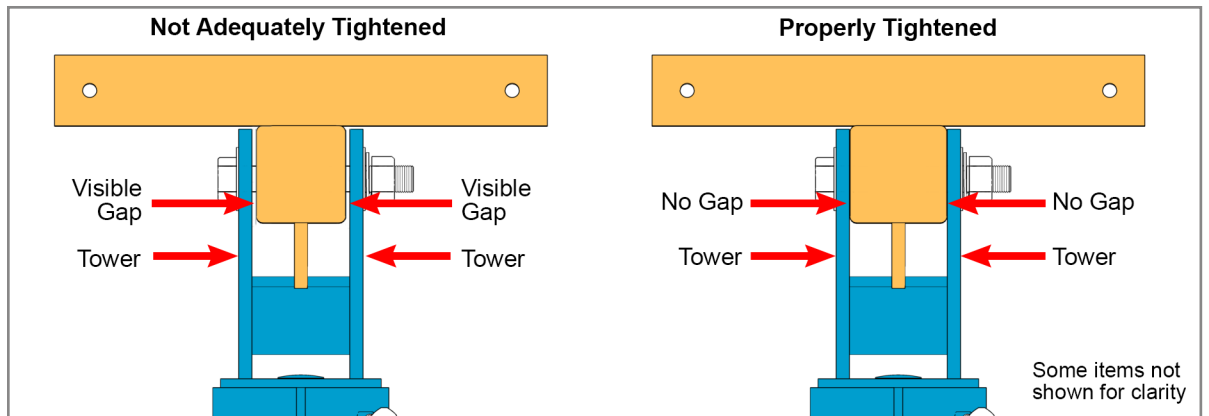 Not Adequately Tightened
Visible
Gap
Visible
Gap
Tower
Tower
Properly Tightened
No Gap
No Gap
Tower
Tower
Some items not
shown for clarity